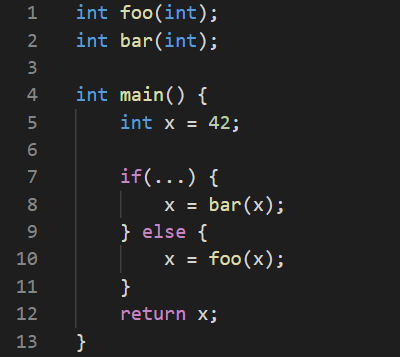 1 int foo(int);
2 int bar(int);
3
4 int main() {
5     int x = 42;
6
7     if(...) {
8         x = bar(x);
9     } else {
10         x = foo(x);
11     }
12     return x;
13 }